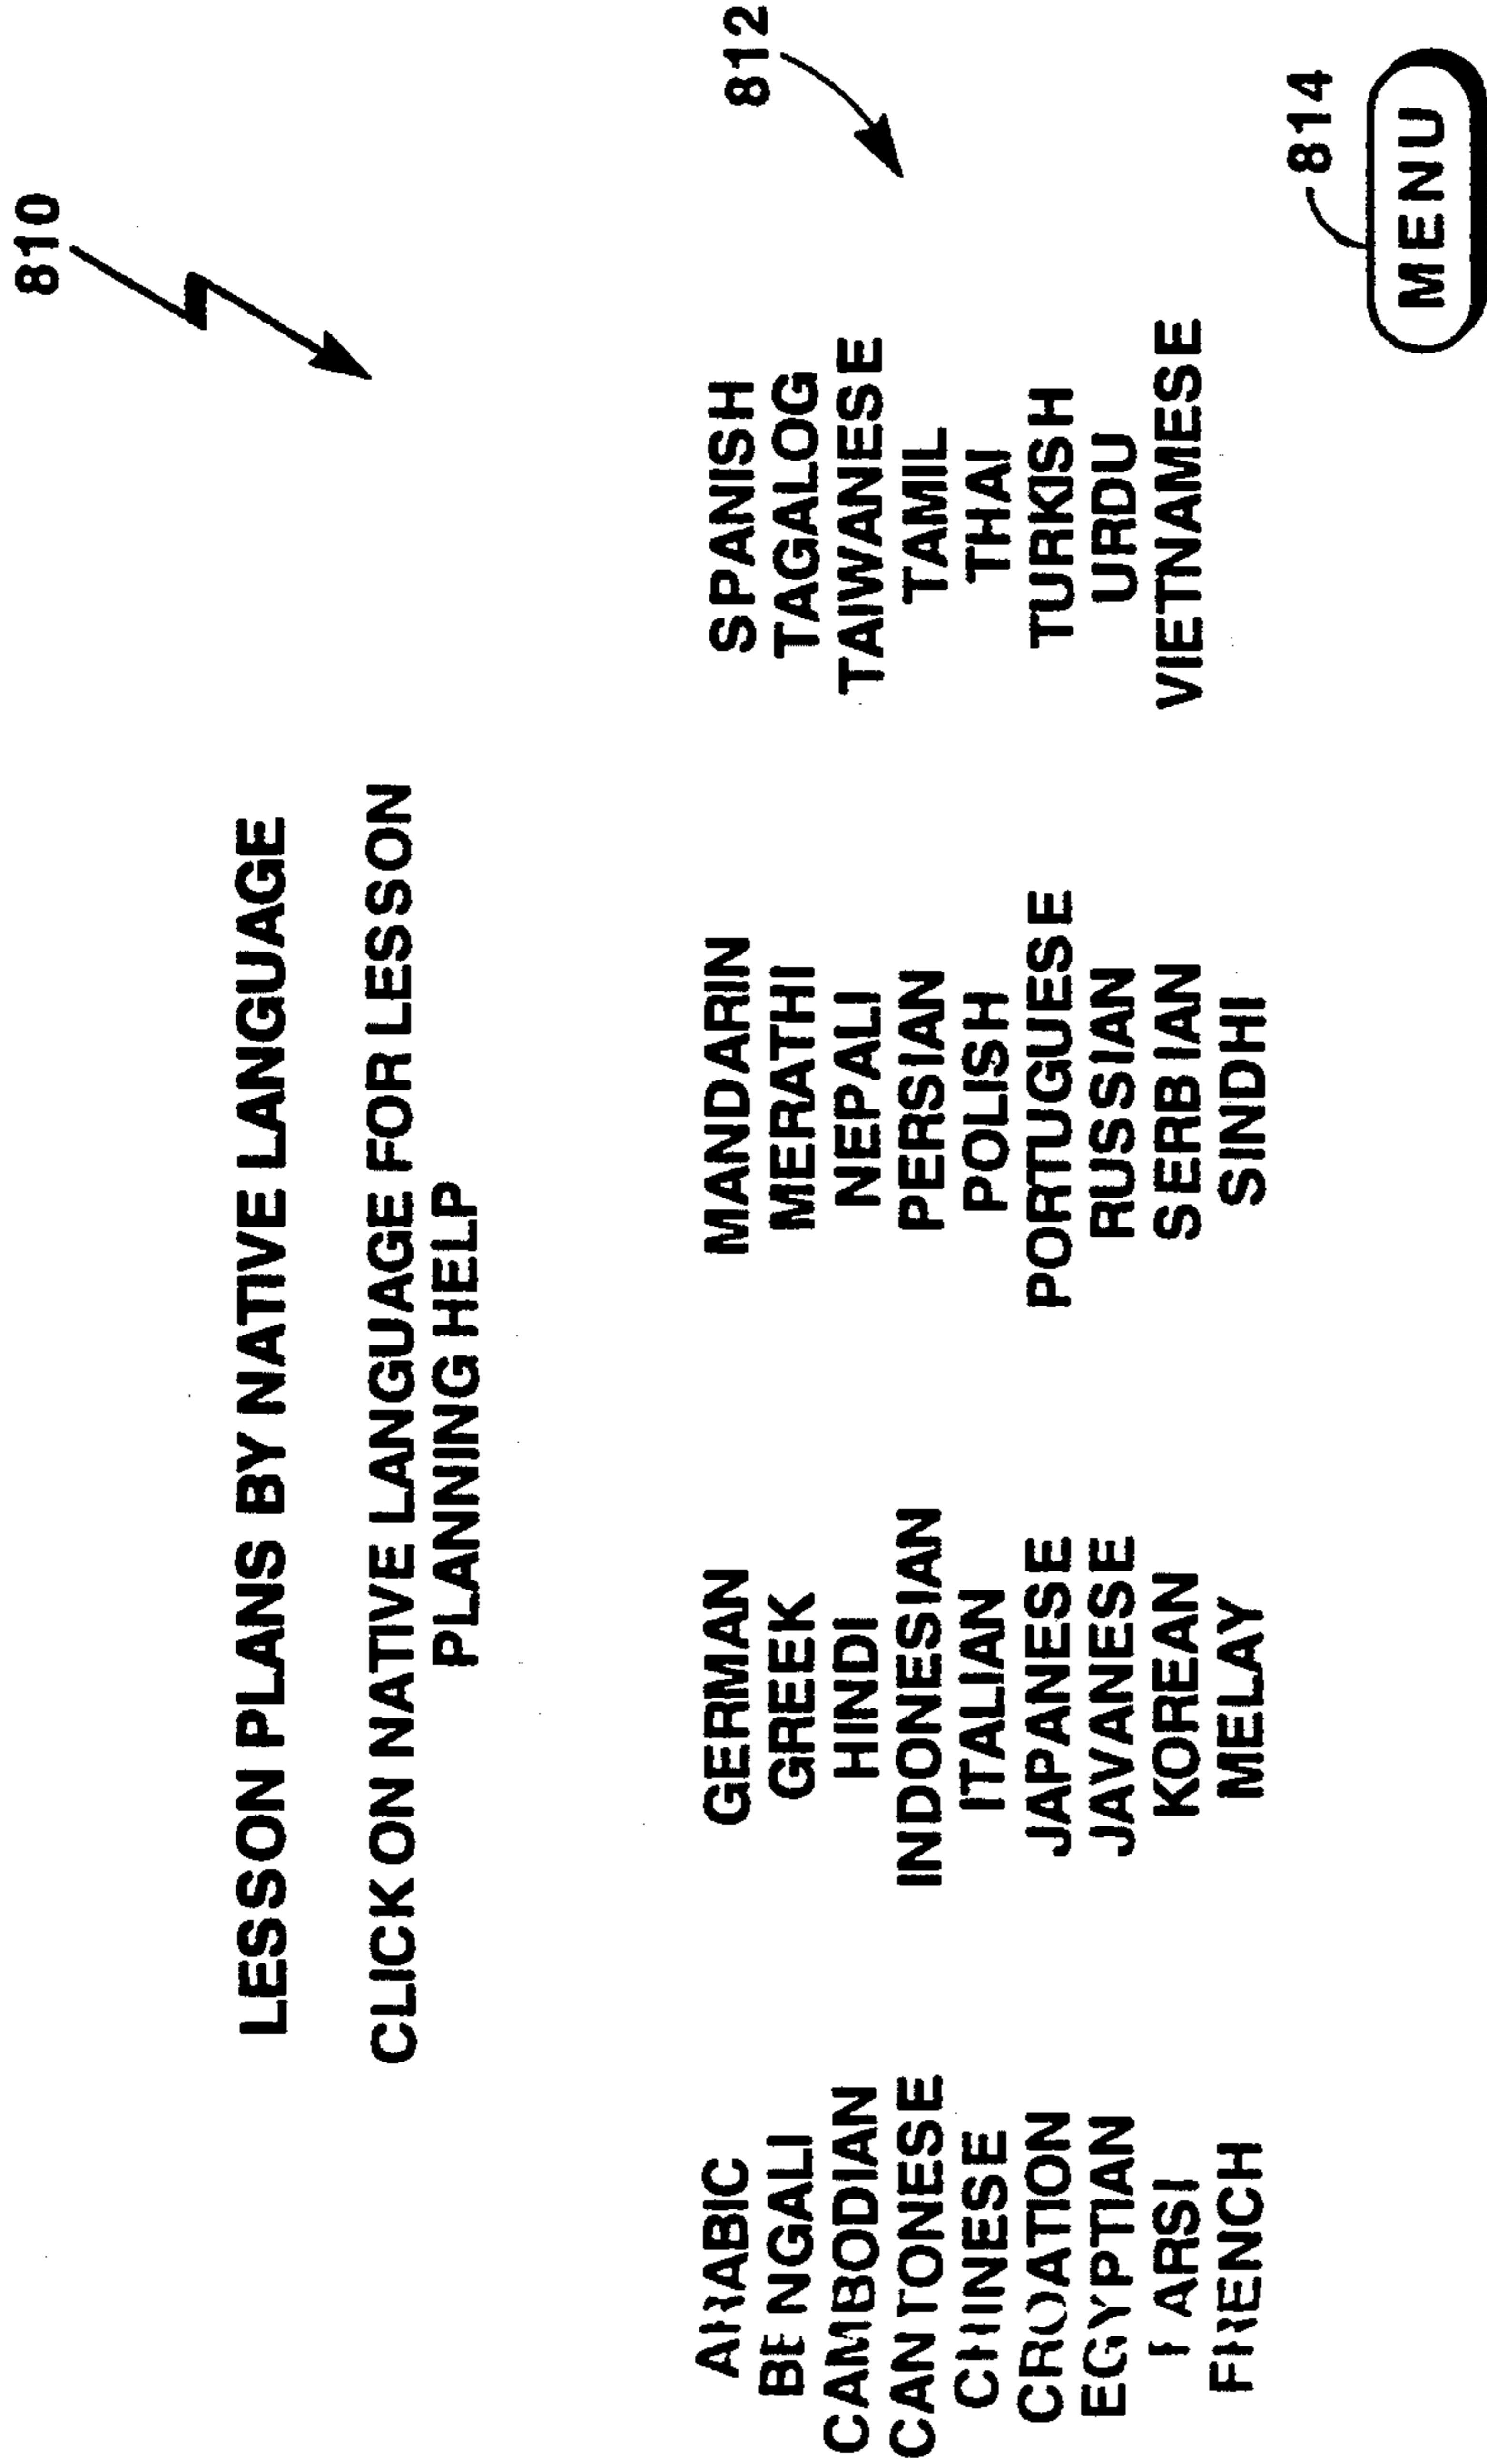 810
LESSON PLANS BY NATIVE LANGUAGE
CLICK ON NATIVE LANGUAGE FOR LESSON
PLANNING HELP
812
ARABIC
BENGALI
CAMBODIAN
CANTONESE
CHINESE
CROATION
EGYPTIAN
FARSI
FRENCH
GERMAN
GREEK
HINDI
INDONESIAN
ITALIAN
JAPANESE
JAVANESE
KOREAN
MELAY
MANDARIN
MERATHI
NEPALI
PERSIAN
POLISH
PORTUGUESE
RUSSIAN
SERBIAN
SINDHI
SPANISH
TAGALOG
TAIWANESE
TAMIL
THAI
TURKISH
URDU
VIETNAMESE
814
MENU